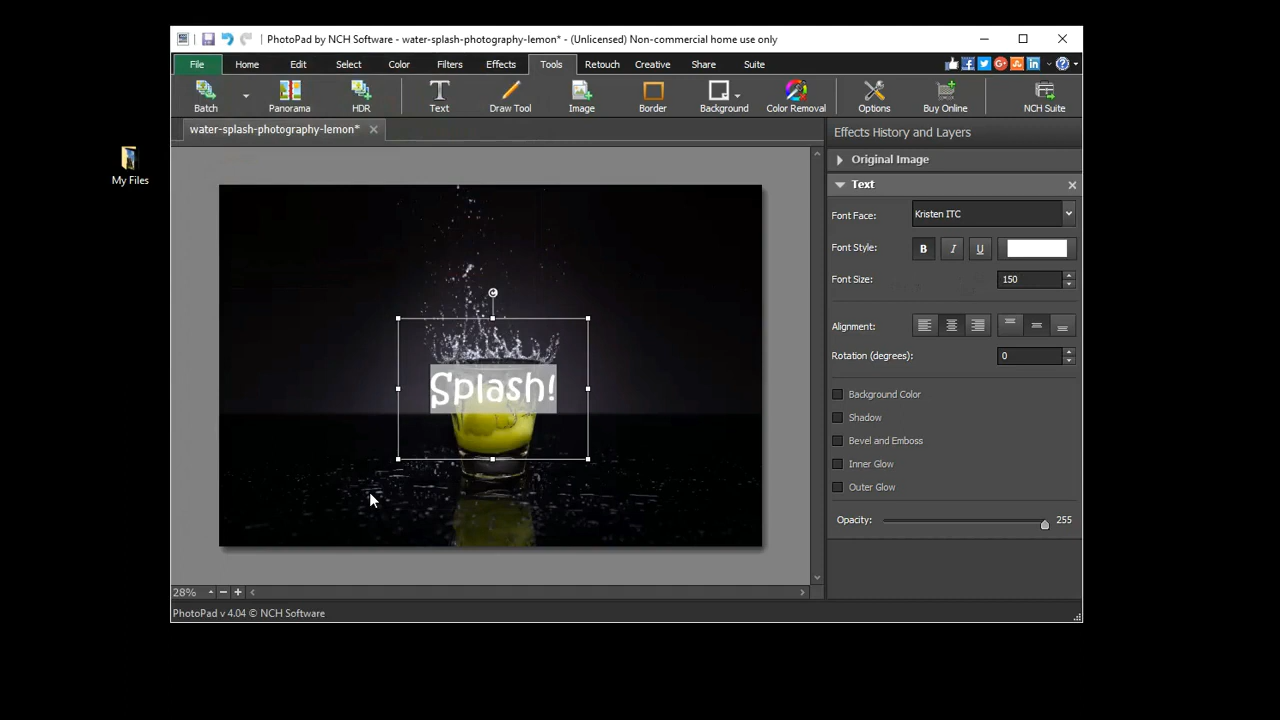 PhotoPad by NCH Software - water-splash-photography-lemon* - (Unlicensed) Non-commercial home use only
File Home Edit Select Color Filters Effects Tools Retouch Creative Share Suite
Batch Panorama HDR Text Draw Tool Image Border Background Color Removal Options Buy Online NCH Suite
water-splash-photography-lemon*
Effects History and Layers
Original Image
My Files
Text
Font Face: Kristen ITC
Font Style: B I U
Font Size: 150
Alignment:
Rotation (degrees): 0
Splash!
Background Color
Shadow
Bevel and Emboss
Inner Glow
Outer Glow
Opacity: 255
28%
PhotoPad v 4.04 © NCH Software